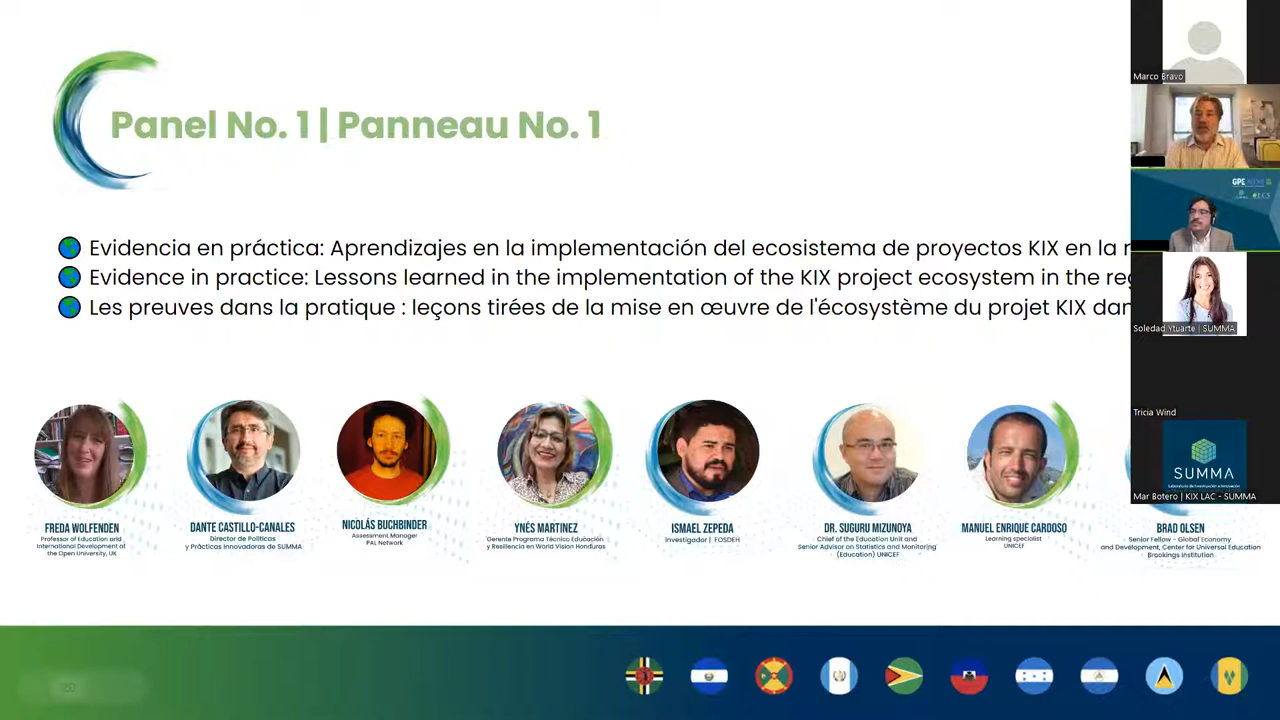 Panel No. 1 | Panneau No. 1
Evidencia en práctica: Aprendizajes en la implementación del ecosistema de proyectos KIX en la
Evidence in practice: Lessons learned in the implementation of the KIX project ecosystem in the
Les preuves dans la pratique : leçons tirées de la mise en œuvre de l'écosystème du projet KIX
FREDA WOLFENDEN
Professor of Education and
International Development of
the Open University, UK
DANTE CASTILLO-CANALES
Director de Políticas
y Prácticas Innovadoras de SUMMA
NICOLÁS BUCHBINDER
Assessment Manager
PAL Network
YNÉS MARTINEZ
Gerente Programa Técnico Educación
y Resiliencia en World Vision Honduras
ISMAEL ZEPEDA
Investigador | FOSDEH
DR. SUGURU MIZUNOYA
Chief of the Education Unit and
Senior Advisor on Statistics and Monitoring
(Education) UNICEF
MANUEL ENRIQUE CARDOSO
Learning specialist
UNICEF
BRAD OLSEN
Senior Fellow - Global Economy
and Development, Center for Universal Education
Brookings Institution
20
Marco Bravo
GPE
Soledad Ytuarte | SUMMA
Tricia Wind
SUMMA
Laboratorio de Investigación e Innovación
Mar Botero | KIX LAC - SUMMA